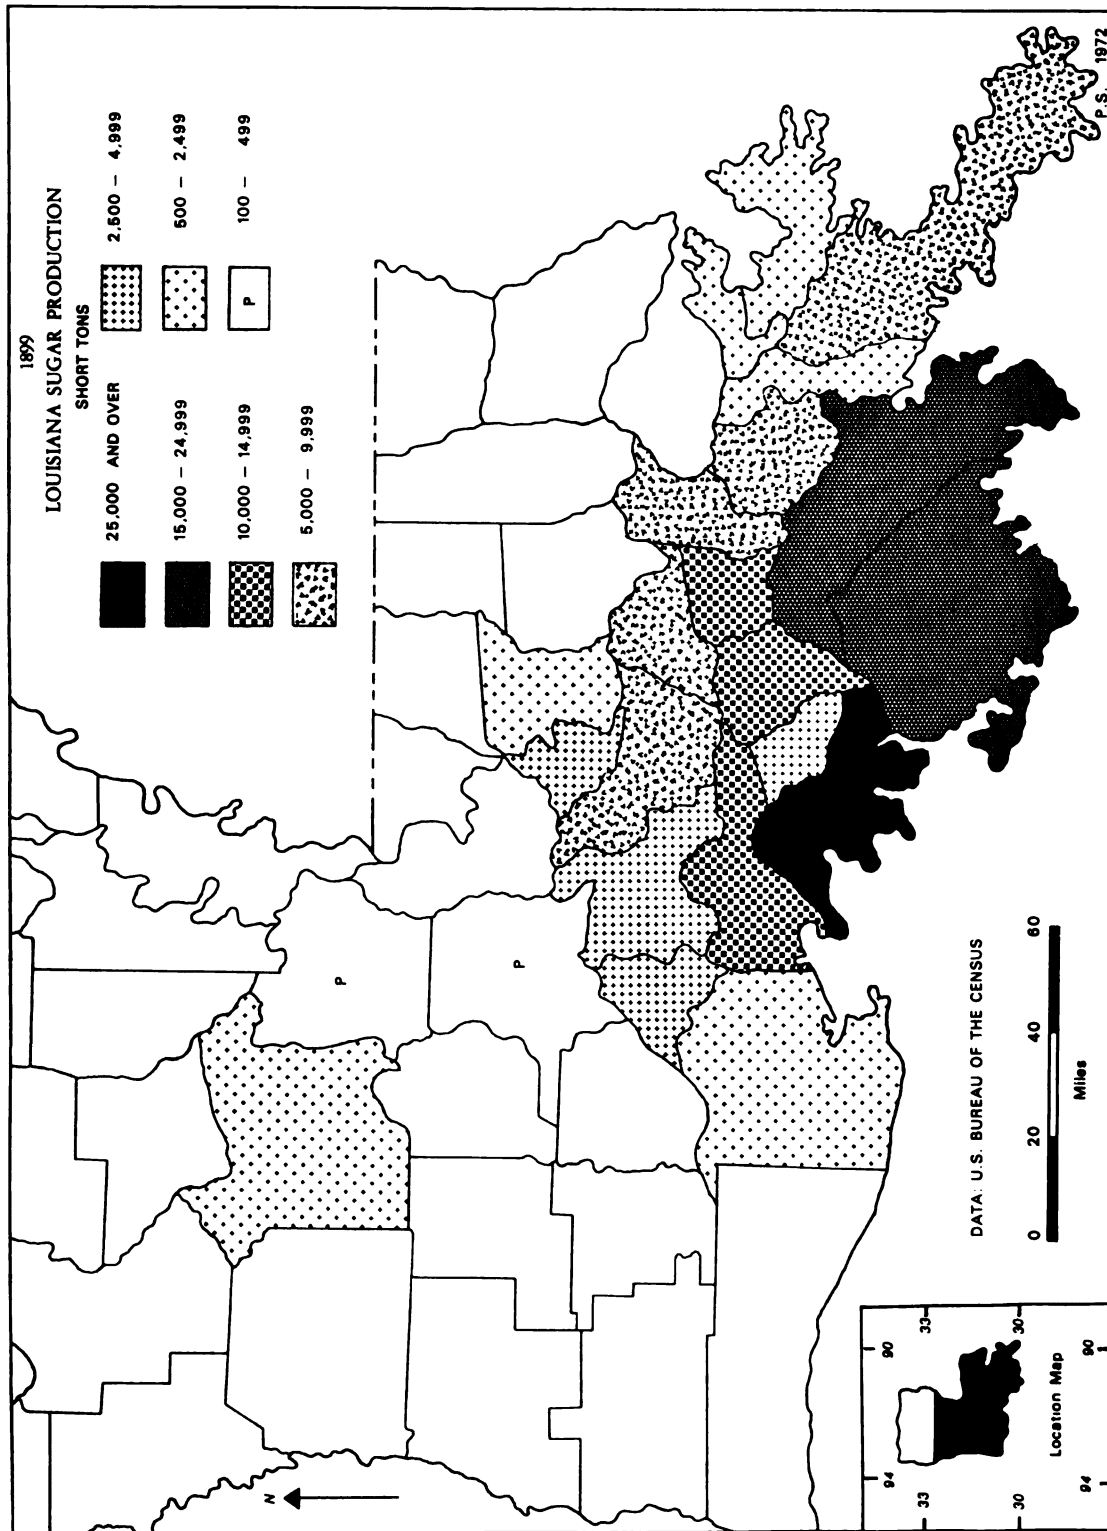 1899
LOUISIANA SUGAR PRODUCTION
SHORT TONS
25,000 AND OVER
15,000 – 24,999
10,000 – 14,999
5,000 – 9,999
2,500 – 4,999
500 – 2,499
P
100 – 499
P
P
N
DATA: U.S. BUREAU OF THE CENSUS
0 20 40 60
Miles
94 90
33 33
30 30
Location Map
94 90
P.S. 1972